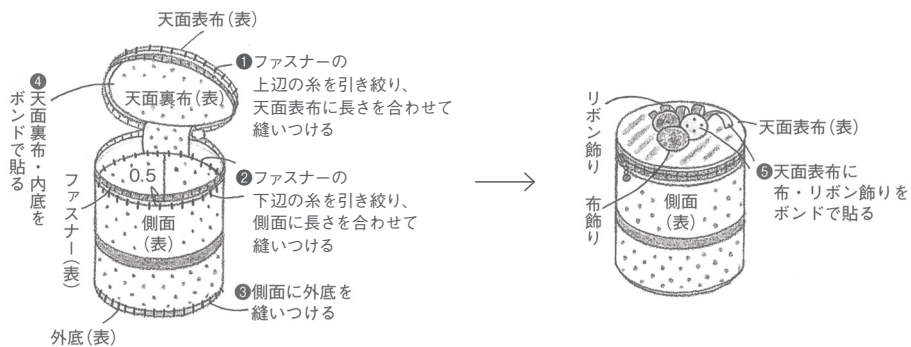 天面表布(表)
❶ファスナーの
上辺の糸を引き絞り、
天面表布に長さを合わせて
縫いつける
天面裏布(表)
❹天面裏布・内底を
ボンドで貼る
ファスナー(表)
0.5
❷ファスナーの
下辺の糸を引き絞り、
側面に長さを合わせて
縫いつける
側面
(表)
❸側面に外底を
縫いつける
外底(表)
リボン飾り
天面表布(表)
❺天面表布に
布・リボン飾りを
ボンドで貼る
布飾り
側面
(表)